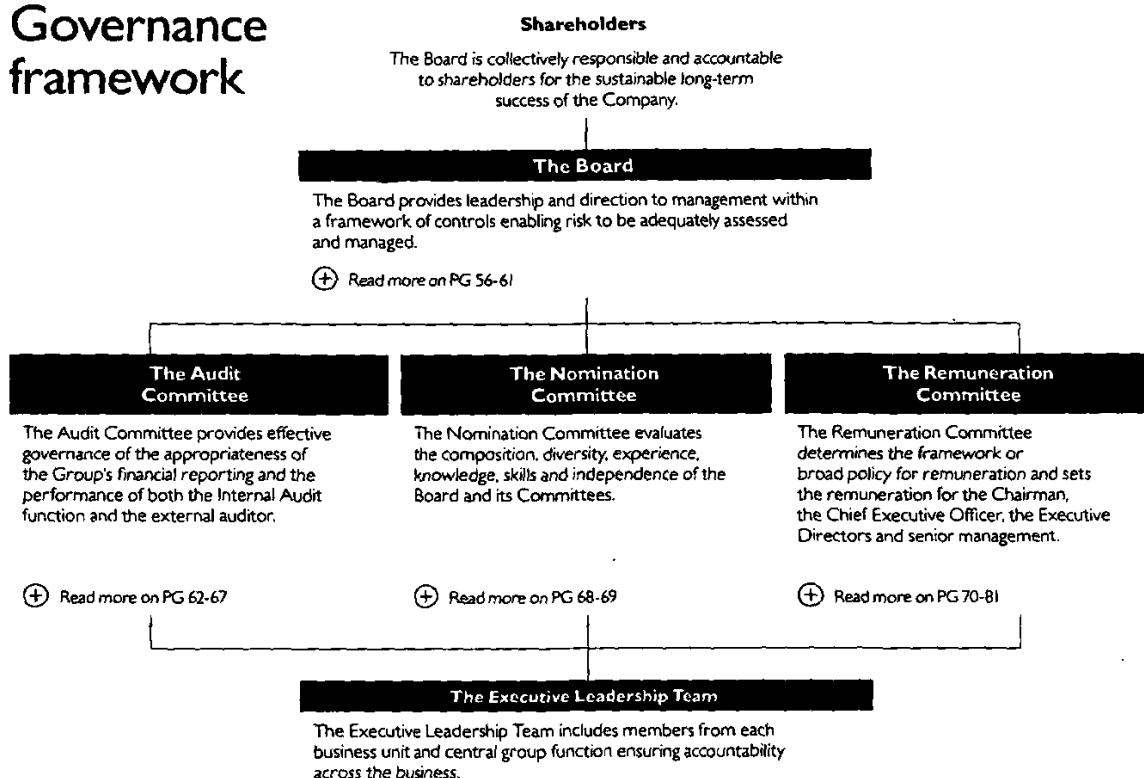 Governance
framework
Shareholders
The Board is collectively responsible and accountable
to shareholders for the sustainable long-term
success of the Company.
The Board
The Board provides leadership and direction to management within
a framework of controls enabling risk to be adequately assessed
and managed.
Read more on PG 56-61
The Audit
Committee
The Audit Committee provides effective
governance of the appropriateness of
the Group's financial reporting and the
performance of both the Internal Audit
function and the external auditor.
Read more on PG 62-67
The Nomination
Committee
The Nomination Committee evaluates
the composition, diversity, experience,
knowledge, skills and independence of the
Board and its Committees.
Read more on PG 68-69
The Remuneration
Committee
The Remuneration Committee
determines the framework or
broad policy for remuneration and sets
the remuneration for the Chairman,
the Chief Executive Officer, the Executive
Directors and senior management.
Read more on PG 70-81
The Executive Leadership Team
The Executive Leadership Team includes members from each
business unit and central group function ensuring accountability
across the business.